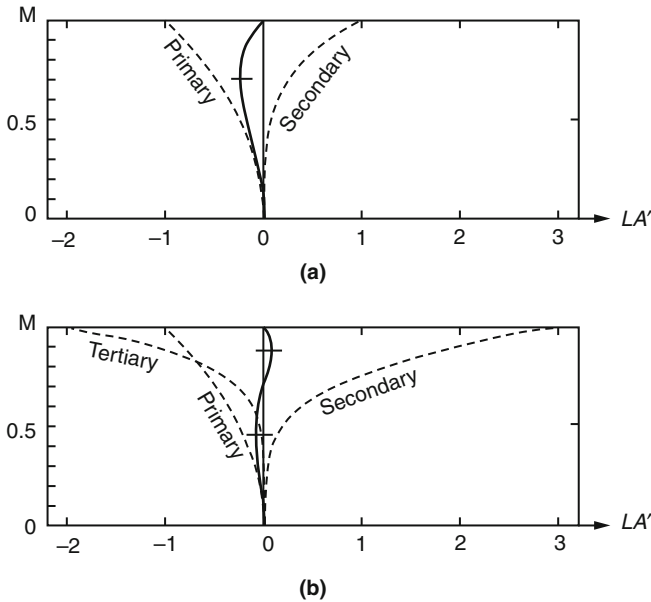 M
0.5
0
Primary
Secondary
–2 –1 0 1 2 3 LA′
(a)
M
0.5
0
Tertiary
Primary
Secondary
–2 –1 0 1 2 3 LA′
(b)